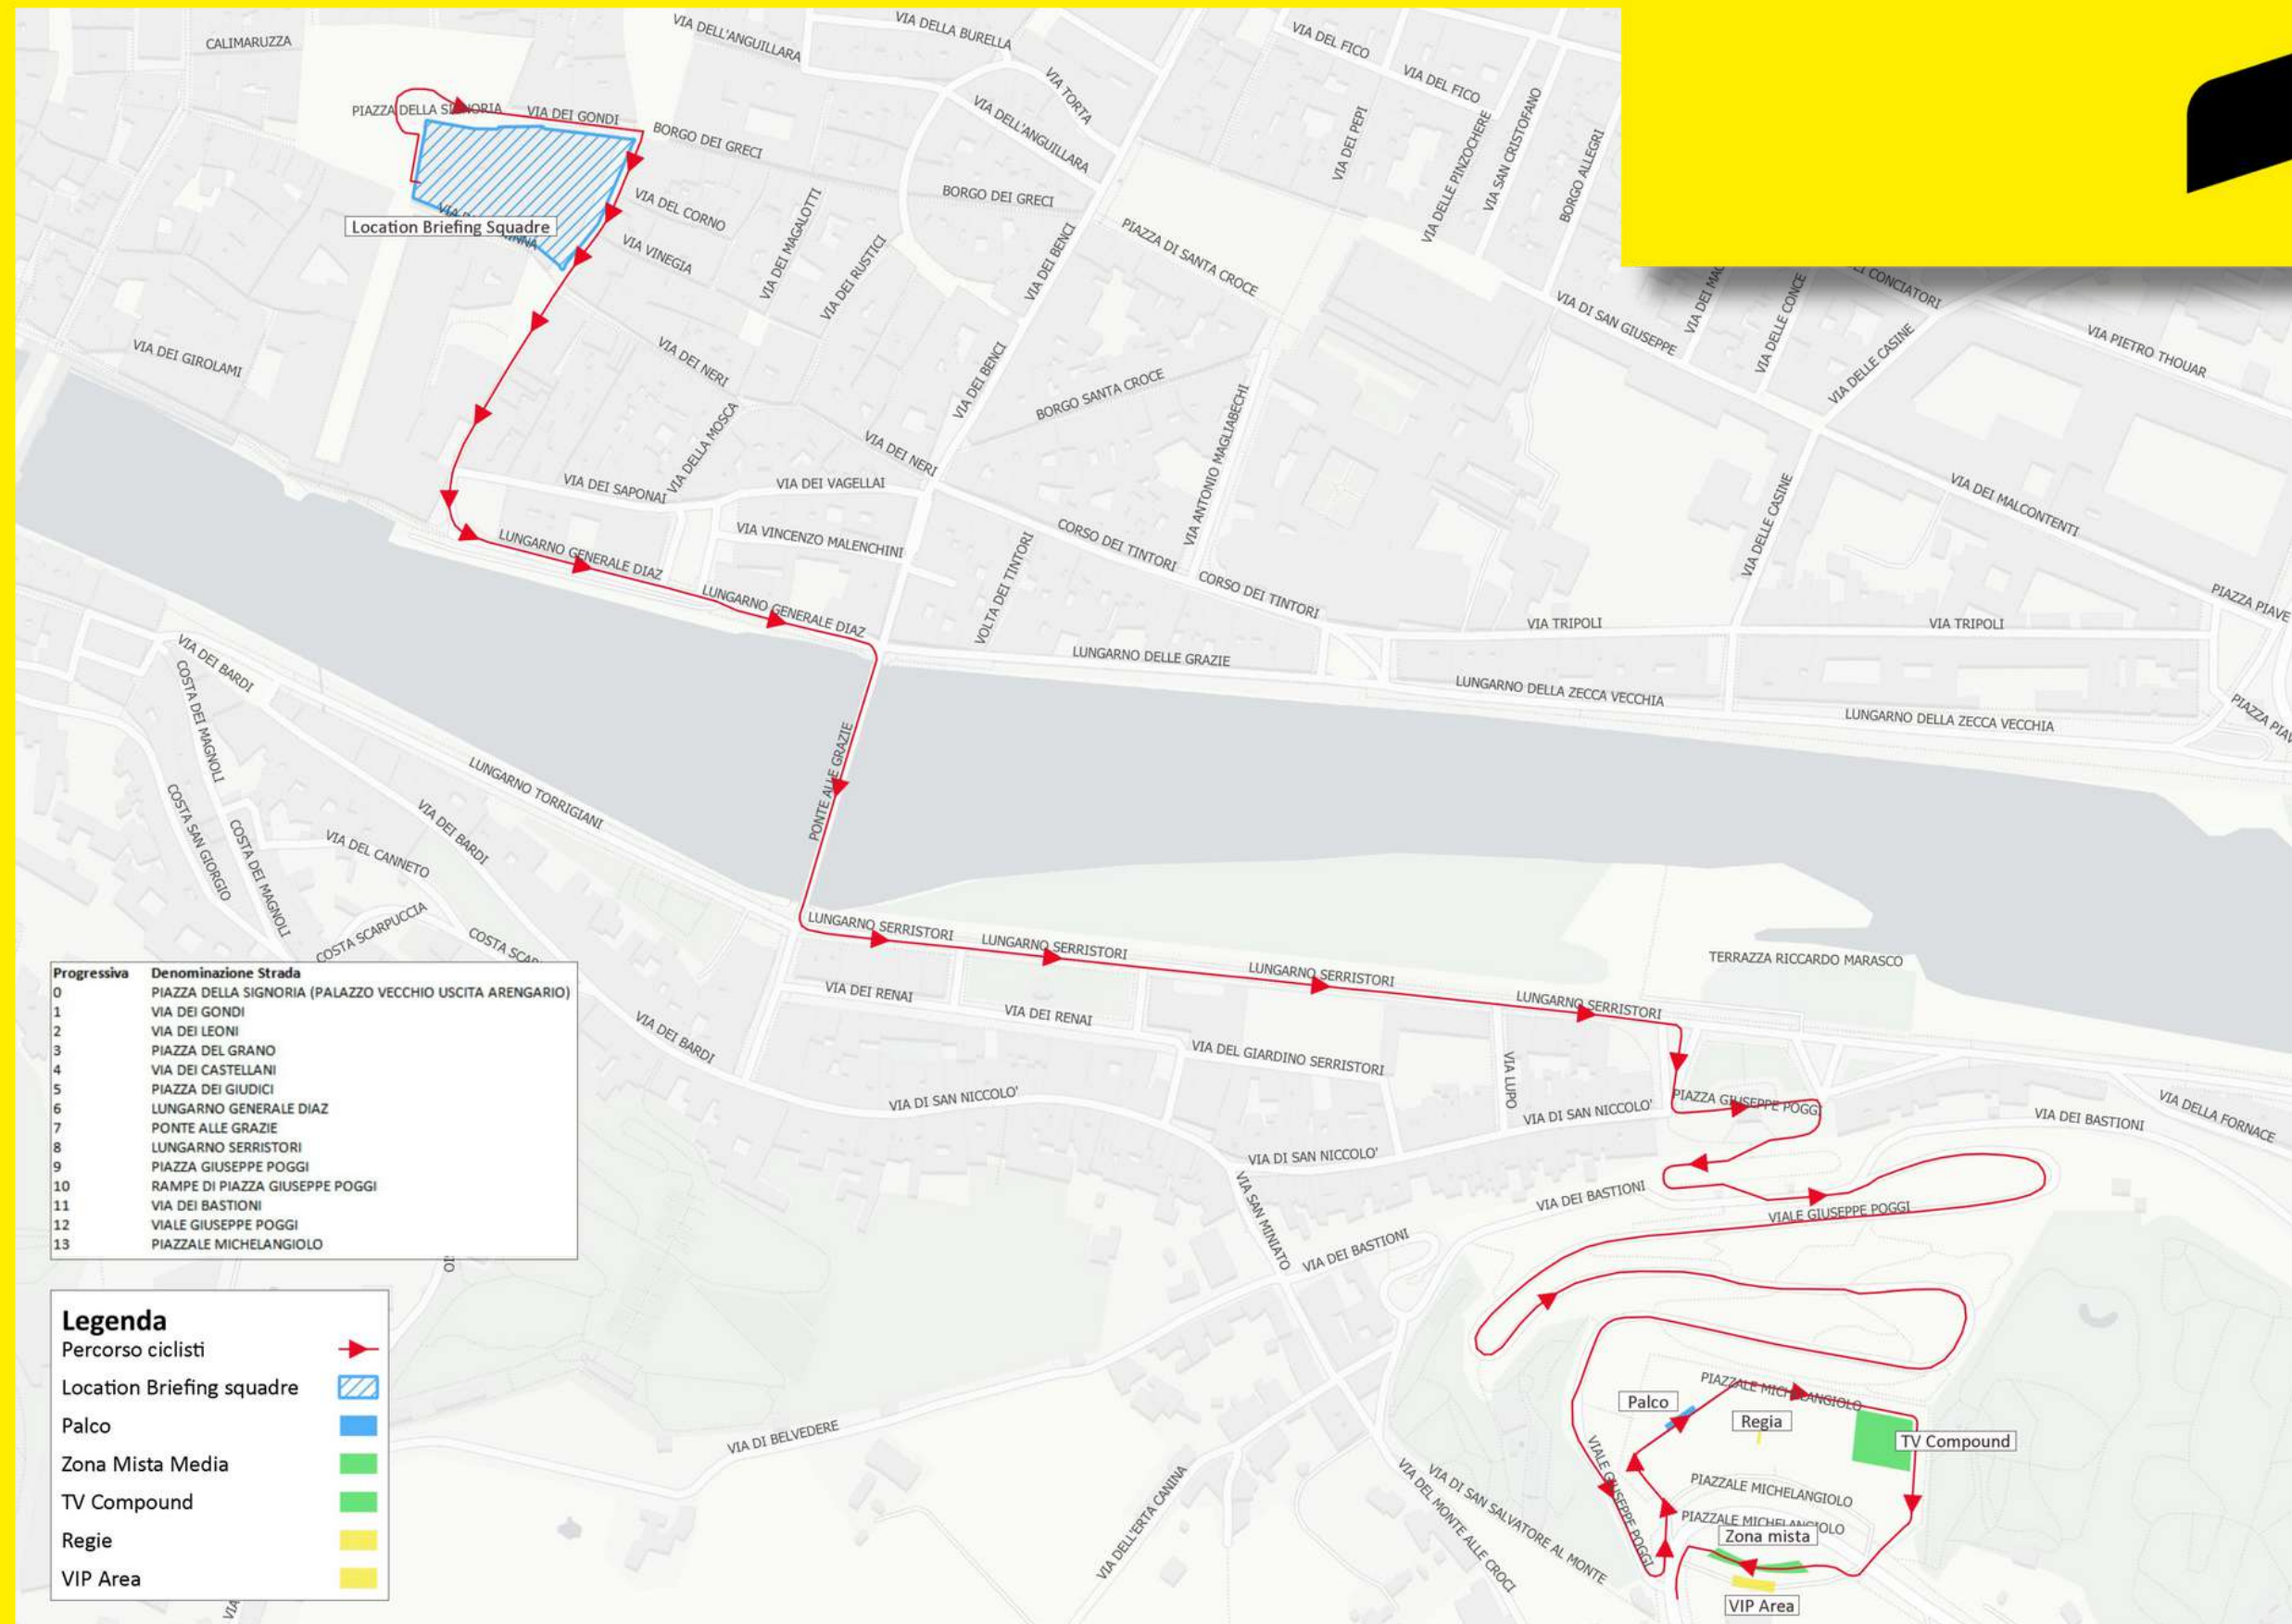 CALIMARUZZA
VIA DELL'ANGUILLARA
VIA DELLA BURELLA
VIA TORTA
VIA DEL FICO
VIA DEL FICO
PIAZZA DELLA SIGNORIA
VIA DEI GONDI
BORGO DEI GRECI
VIA DELL'ANGUILLARA
VIA DEI PEPI
VIA DELLE PINZOCHERE
VIA SAN CRISTOFANO
BORGO ALLEGRI
VIA DEL CORNO
BORGO DEI GRECI
Location Briefing Squadre
VIA VINEGIA
VIA DEI MAGALOTTI
VIA DEI RUSTICI
VIA DEI BENCI
PIAZZA DI SANTA CROCE
VIA DI SAN GIUSEPPE
VIA DELLE CONCE
CONCIATORI
VIA PIETRO THOUAR
VIA DELLE CASINE
VIA DEI GIROLAMI
VIA DEI NERI
VIA DEI BENCI
BORGO SANTA CROCE
VIA ANTONIO MAGLIABECHI
VIA DELLA MOSCA
VIA DEI NERI
VIA DEI SAPONAI
VIA DEI VAGELLAI
VIA DEI MALCONTENTI
VIA DELLE CASINE
LUNGARNO GENERALE DIAZ
VIA VINCENZO MALENCHINI
CORSO DEI TINTORI
VOLTA DEI TINTORI
CORSO DEI TINTORI
LUNGARNO GENERALE DIAZ
PIAZZA PIAVE
VIA TRIPOLI
VIA TRIPOLI
LUNGARNO DELLE GRAZIE
LUNGARNO DELLA ZECCA VECCHIA
LUNGARNO DELLA ZECCA VECCHIA
PIAZZA PIAV
VIA DEI BARDI
COSTA DEI MAGNOLI
PONTE ALLE GRAZIE
LUNGARNO TORRIGIANI
COSTA SAN GIORGIO
COSTA DEI MAGNOLI
VIA DEL CANNETO
VIA DEI BARDI
COSTA SCARPUCCIA
COSTA SCAR
LUNGARNO SERRISTORI
LUNGARNO SERRISTORI
LUNGARNO SERRISTORI
LUNGARNO SERRISTORI
TERRAZZA RICCARDO MARASCO
VIA DEI RENAI
VIA DEI RENAI
VIA DEL GIARDINO SERRISTORI
VIA LUPO
VIA DEI BARDI
VIA DI SAN NICCOLO'
VIA DI SAN NICCOLO'
VIA DI SAN NICCOLO'
PIAZZA GIUSEPPE POGGI
VIA DEI BASTIONI
VIA DELLA FORNACE
VIA SAN MINIATO
VIA DEI BASTIONI
VIA DEI BASTIONI
VIALE GIUSEPPE POGGI
Progressiva Denominazione Strada
0 PIAZZA DELLA SIGNORIA (PALAZZO VECCHIO USCITA ARENGARIO)
1 VIA DEI GONDI
2 VIA DEI LEONI
3 PIAZZA DEL GRANO
4 VIA DEI CASTELLANI
5 PIAZZA DEI GIUDICI
6 LUNGARNO GENERALE DIAZ
7 PONTE ALLE GRAZIE
8 LUNGARNO SERRISTORI
9 PIAZZA GIUSEPPE POGGI
10 RAMPE DI PIAZZA GIUSEPPE POGGI
11 VIA DEI BASTIONI
12 VIALE GIUSEPPE POGGI
13 PIAZZALE MICHELANGIOLO
Legenda
Percorso ciclisti
Location Briefing squadre
Palco
Zona Mista Media
TV Compound
Regie
VIP Area
VIA DI BELVEDERE
VIA DELL'ERTA CANINA
VIA DEL MONTE ALLE CROCI
VIA DI SAN SALVATORE AL MONTE
VIALE GIUSEPPE POGGI
PIAZZALE MICHELANGIOLO
Palco
Regia
TV Compound
PIAZZALE MICHELANGIOLO
PIAZZALE MICHELANGIOLO
Zona mista
VIP Area
VIA